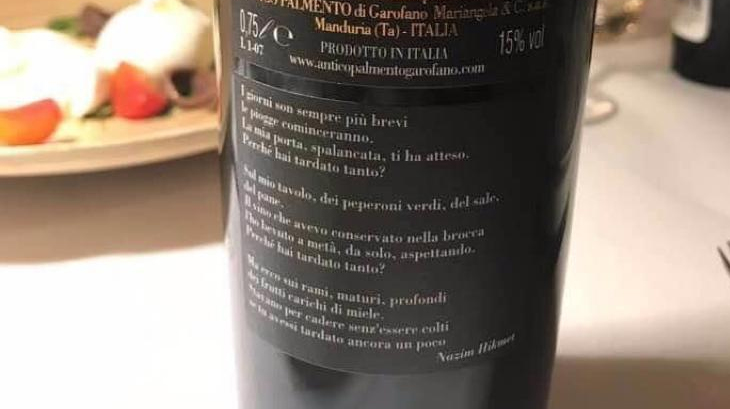 PALMENTO di Garofano Mariangela & C. s.a.s.
Manduria (Ta) - ITALIA
0,75 l e
L 1-07
PRODOTTO IN ITALIA
15% vol
www.anticopalmentogarofano.com
I giorni son sempre più brevi
le piogge cominceranno.
La mia porta, spalancata, ti ha atteso.
Perché hai tardato tanto?
Sul mio tavolo, dei peperoni verdi, del sale,
del pane.
Il vino che avevo conservato nella brocca
l'ho bevuto a metà, da solo, aspettando.
Perché hai tardato tanto?
Ma ecco sui rami, maturi, profondi
dei frutti carichi di miele.
Stavano per cadere senz'essere colti
se tu avessi tardato ancora un poco
Nazim Hikmet